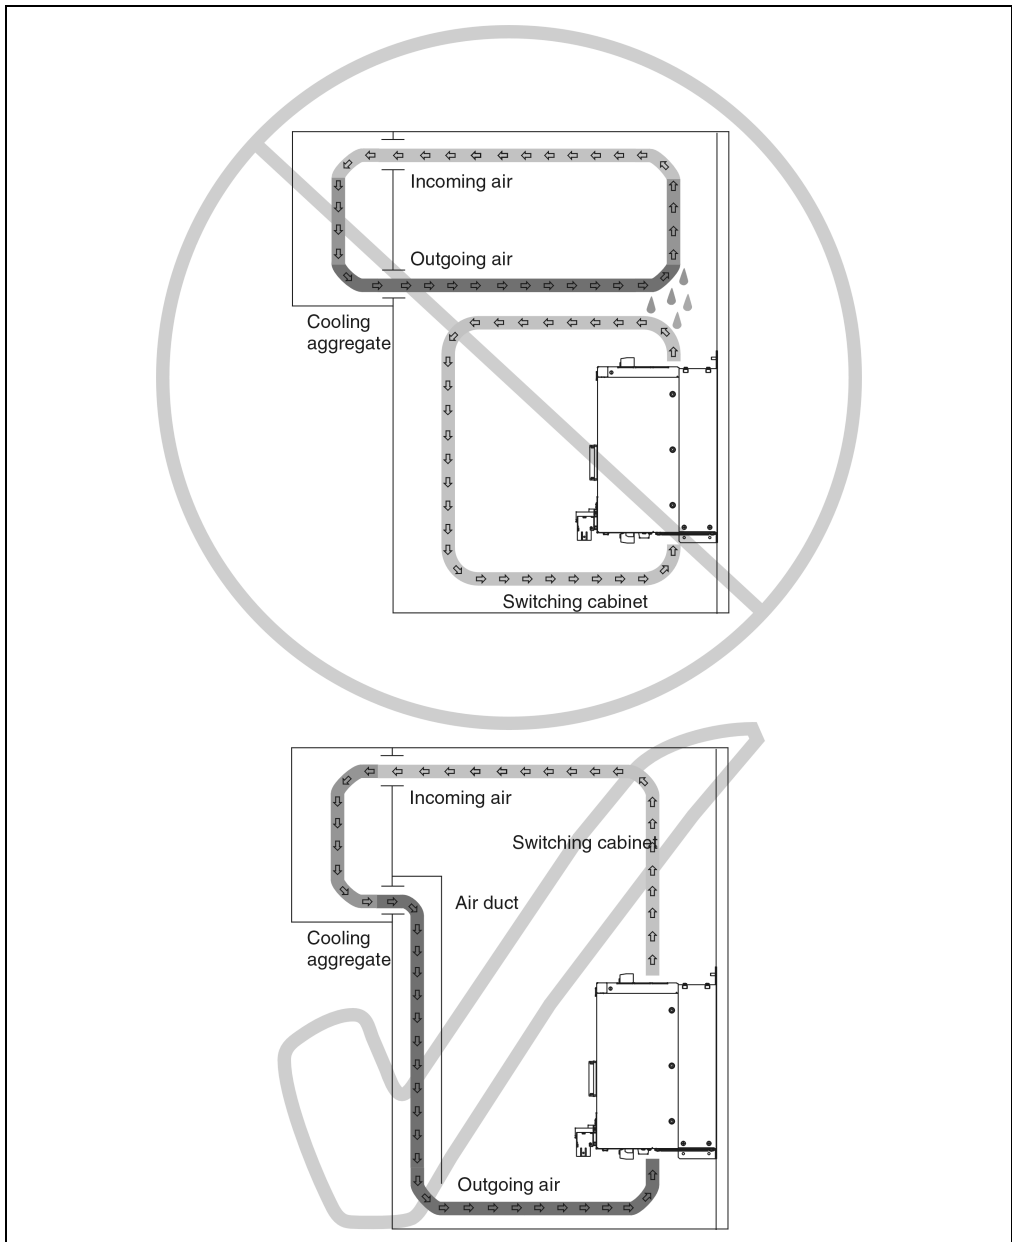 Incoming air
Outgoing air
Cooling
aggregate
Switching cabinet
Incoming air
Switching cabinet
Air duct
Cooling
aggregate
Outgoing air